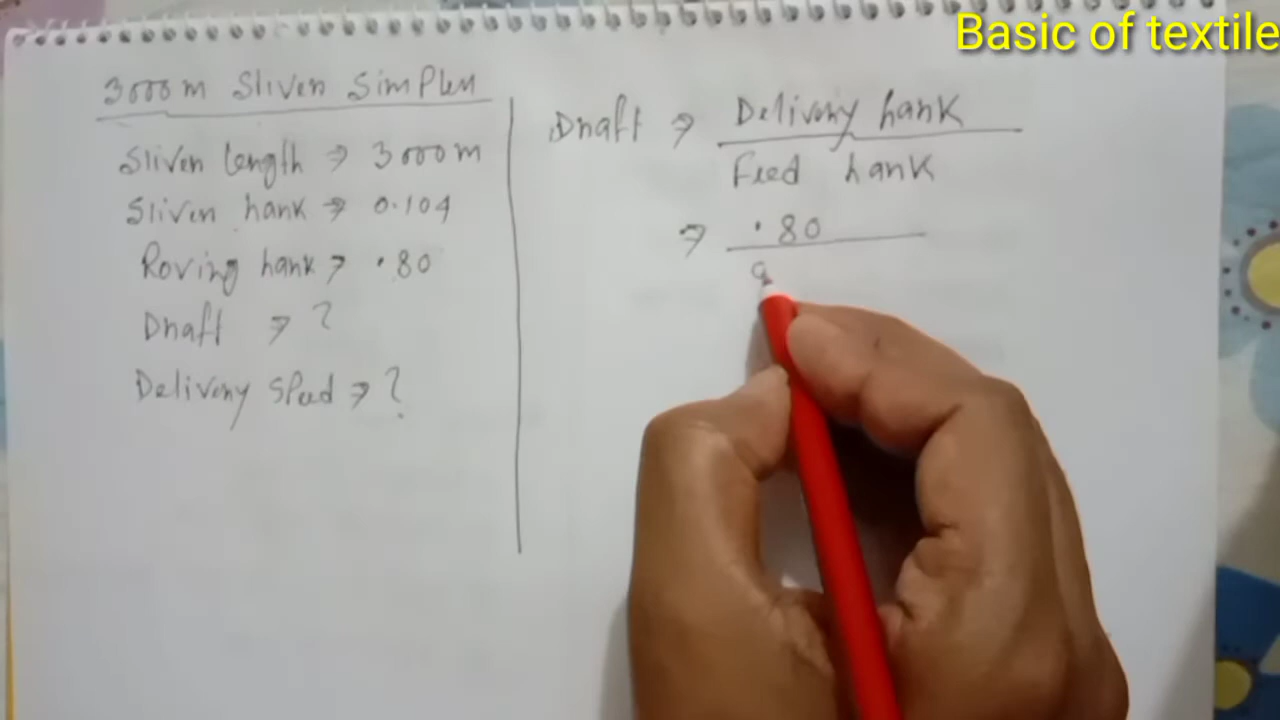 Basic of textile
3000m Sliver Simplex
Sliver length → 3000m
Sliver hank → 0.104
Roving hank → .80
Draft → ?
Delivery Speed → ?
Draft → Delivery hank
Feed hank
→ .80